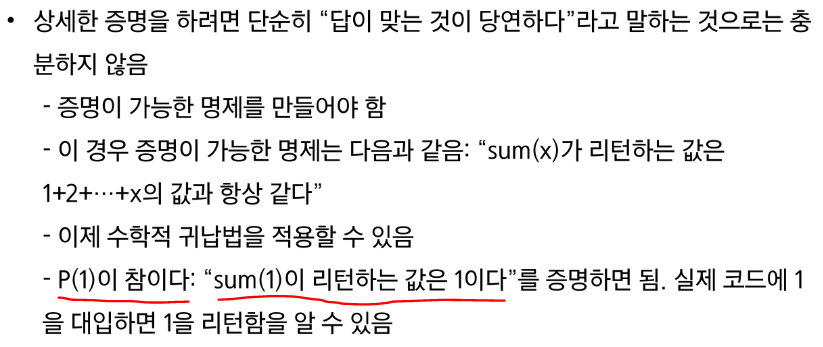 • 상세한 증명을 하려면 단순히 “답이 맞는 것이 당연하다”라고 말하는 것으로는 충
분하지 않음
- 증명이 가능한 명제를 만들어야 함
- 이 경우 증명이 가능한 명제는 다음과 같음: “sum(x)가 리턴하는 값은
1+2+⋯+x의 값과 항상 같다”
- 이제 수학적 귀납법을 적용할 수 있음
- P(1)이 참이다: “sum(1)이 리턴하는 값은 1이다”를 증명하면 됨. 실제 코드에 1
을 대입하면 1을 리턴함을 알 수 있음